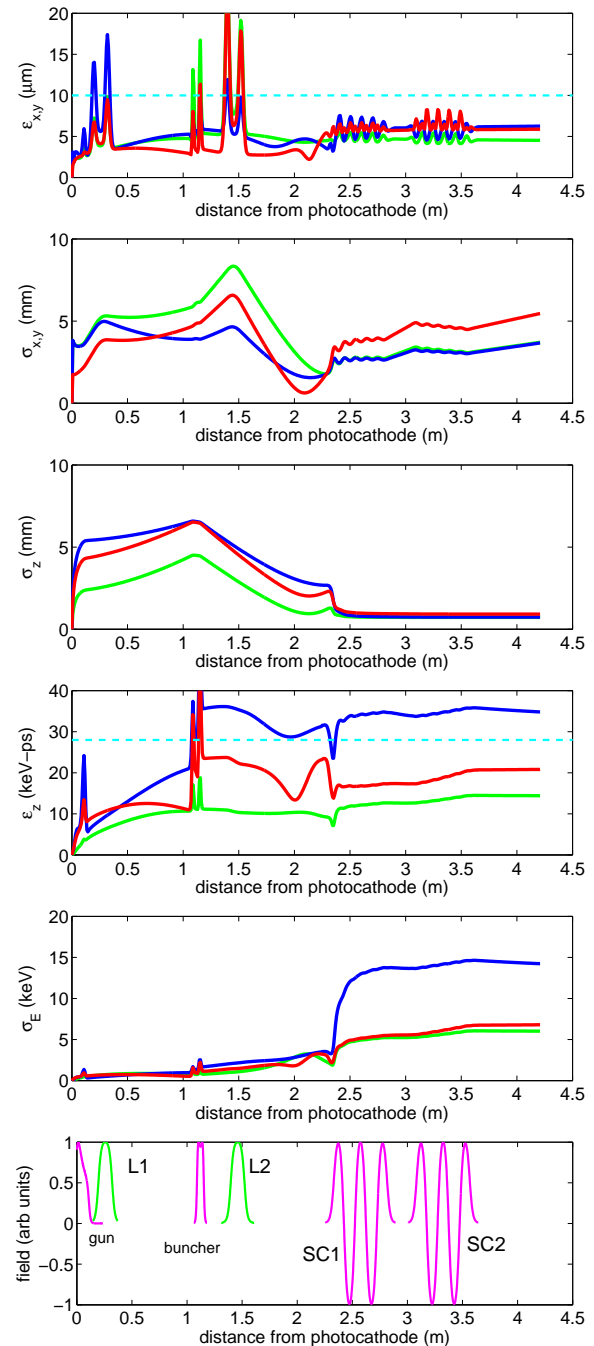 20
15
10
5
0
ε x,y (μm)
0 0.5 1 1.5 2 2.5 3 3.5 4 4.5
distance from photocathode (m)
10
5
0
σ x,y (mm)
0 0.5 1 1.5 2 2.5 3 3.5 4 4.5
distance from photocathode (m)
10
5
0
σ z (mm)
0 0.5 1 1.5 2 2.5 3 3.5 4 4.5
distance from photocathode (m)
40
30
20
10
0
ε z (keV−ps)
0 0.5 1 1.5 2 2.5 3 3.5 4 4.5
distance from photocathode (m)
20
15
10
5
0
σ E (keV)
0 0.5 1 1.5 2 2.5 3 3.5 4 4.5
distance from photocathode (m)
1
0.5
0
−0.5
−1
field (arb units)
L1
L2
gun
buncher
SC1
SC2
0 0.5 1 1.5 2 2.5 3 3.5 4 4.5
distance from photocathode (m)